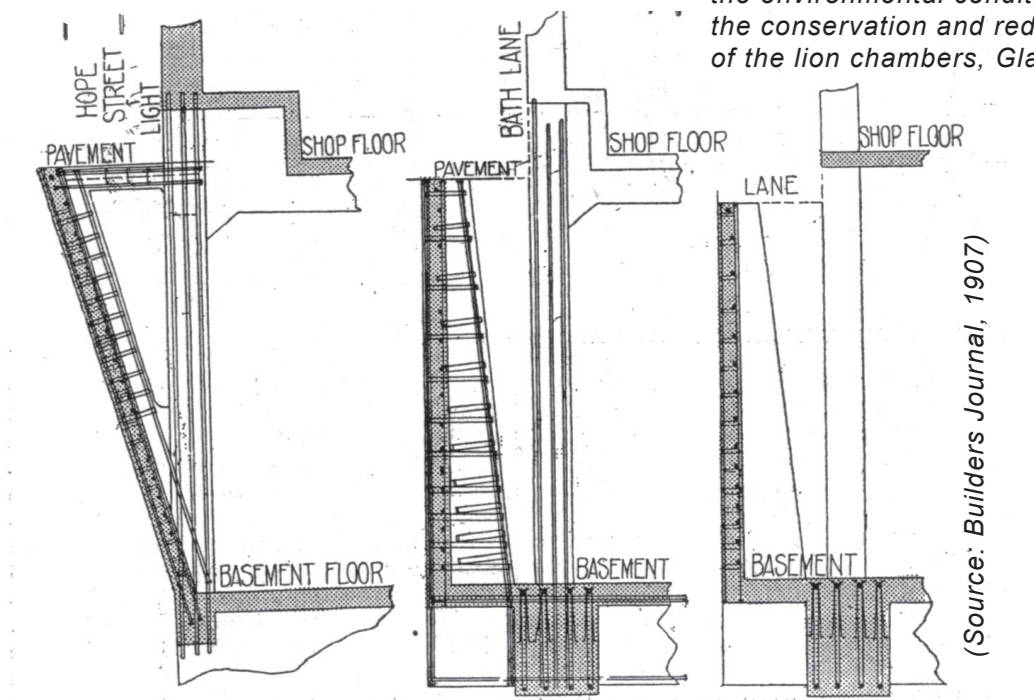 the conservation and red
of the lion chambers, Gla
HOPE
STREET
LIGHT
PAVEMENT
SHOP FLOOR
BASEMENT FLOOR
BATH LANE
PAVEMENT
SHOP FLOOR
BASEMENT
LANE
SHOP FLOOR
BASEMENT
(Source: Builders Journal, 1907)